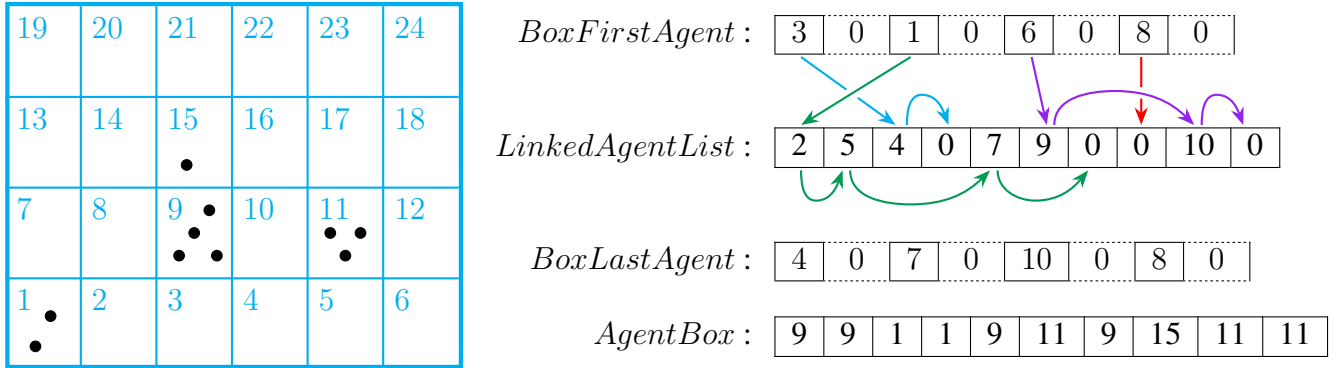 19 20 21 22 23 24
13 14 15 16 17 18
7 8 9 10 11 12
1 2 3 4 5 6
BoxFirstAgent : 3 0 1 0 6 0 8 0
LinkedAgentList : 2 5 4 0 7 9 0 0 10 0
BoxLastAgent : 4 0 7 0 10 0 8 0
AgentBox : 9 9 1 1 9 11 9 15 11 11